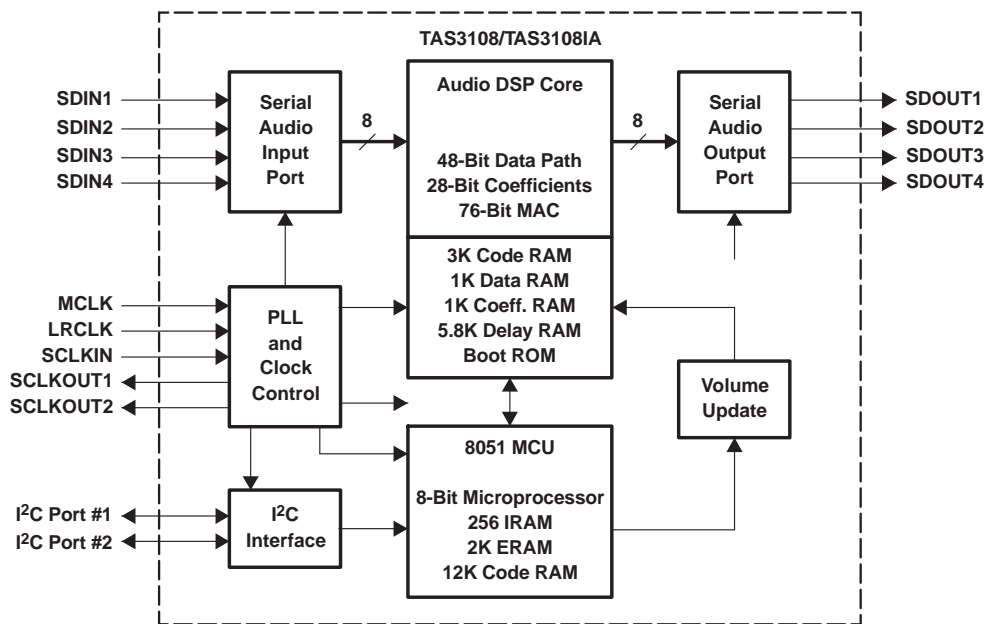 TAS3108/TAS3108IA
SDIN1
SDIN2
SDIN3
SDIN4
Serial
Audio
Input
Port
8
Audio DSP Core
48-Bit Data Path
28-Bit Coefficients
76-Bit MAC
8
Serial
Audio
Output
Port
SDOUT1
SDOUT2
SDOUT3
SDOUT4
3K Code RAM
1K Data RAM
1K Coeff. RAM
5.8K Delay RAM
Boot ROM
MCLK
LRCLK
SCLKIN
SCLKOUT1
SCLKOUT2
PLL
and
Clock
Control
Volume
Update
8051 MCU
8-Bit Microprocessor
256 IRAM
2K ERAM
12K Code RAM
I²C Port #1
I²C Port #2
I²C
Interface